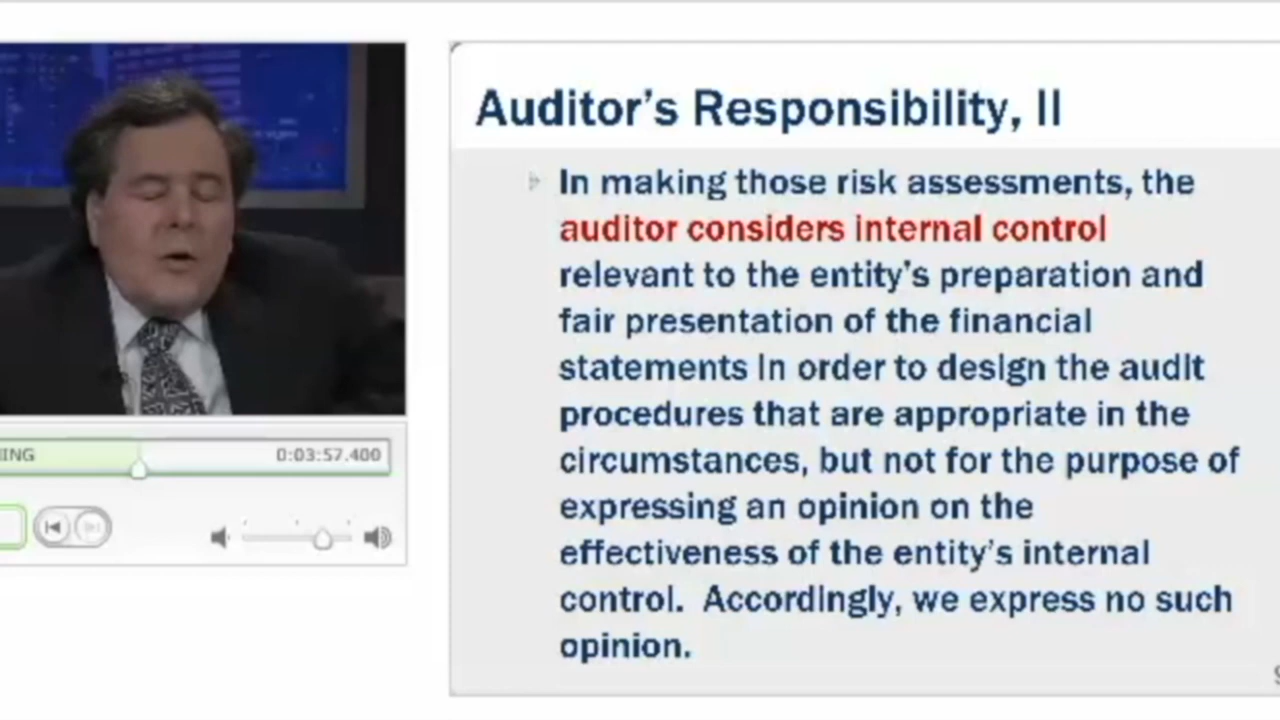 Auditor's Responsibility, II
In making those risk assessments, the
auditor considers internal control
relevant to the entity's preparation and
fair presentation of the financial
statements in order to design the audit
procedures that are appropriate in the
circumstances, but not for the purpose of
expressing an opinion on the
effectiveness of the entity's internal
control. Accordingly, we express no such
opinion.
ING
0:03:57.400